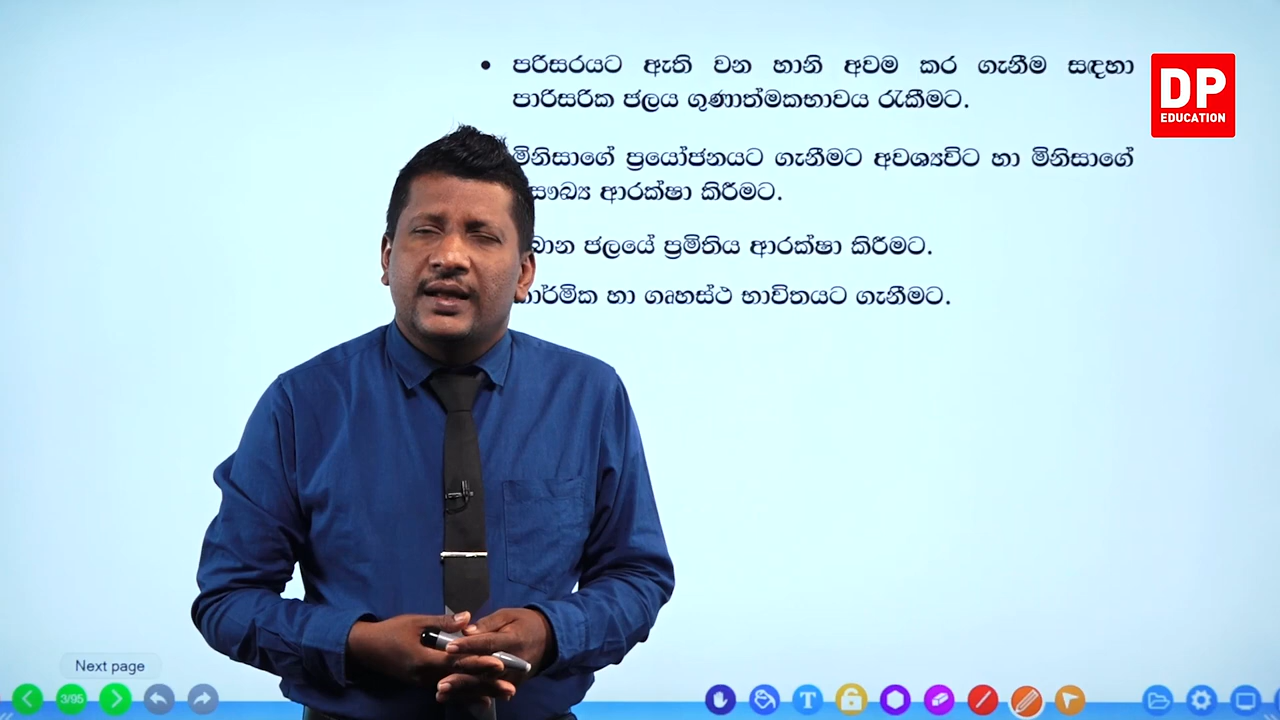 පරිසරයට ඇති වන හානි අවම කර ගැනීම සඳහා
පාරිසරික ජලය ගුණාත්මකභාවය රැකීමට.
මිනිසාගේ ප්‍රයෝජනයට ගැනීමට අවශ්‍යවිට හා මිනිසාගේ
සෞඛ්‍ය ආරක්ෂා කිරීමට.
ජලයේ ප්‍රමිතිය ආරක්ෂා කිරීමට.
හා ගෘහස්ථ භාවිතයට ගැනීමට.
DP
EDUCATION
Next page
3/95
T